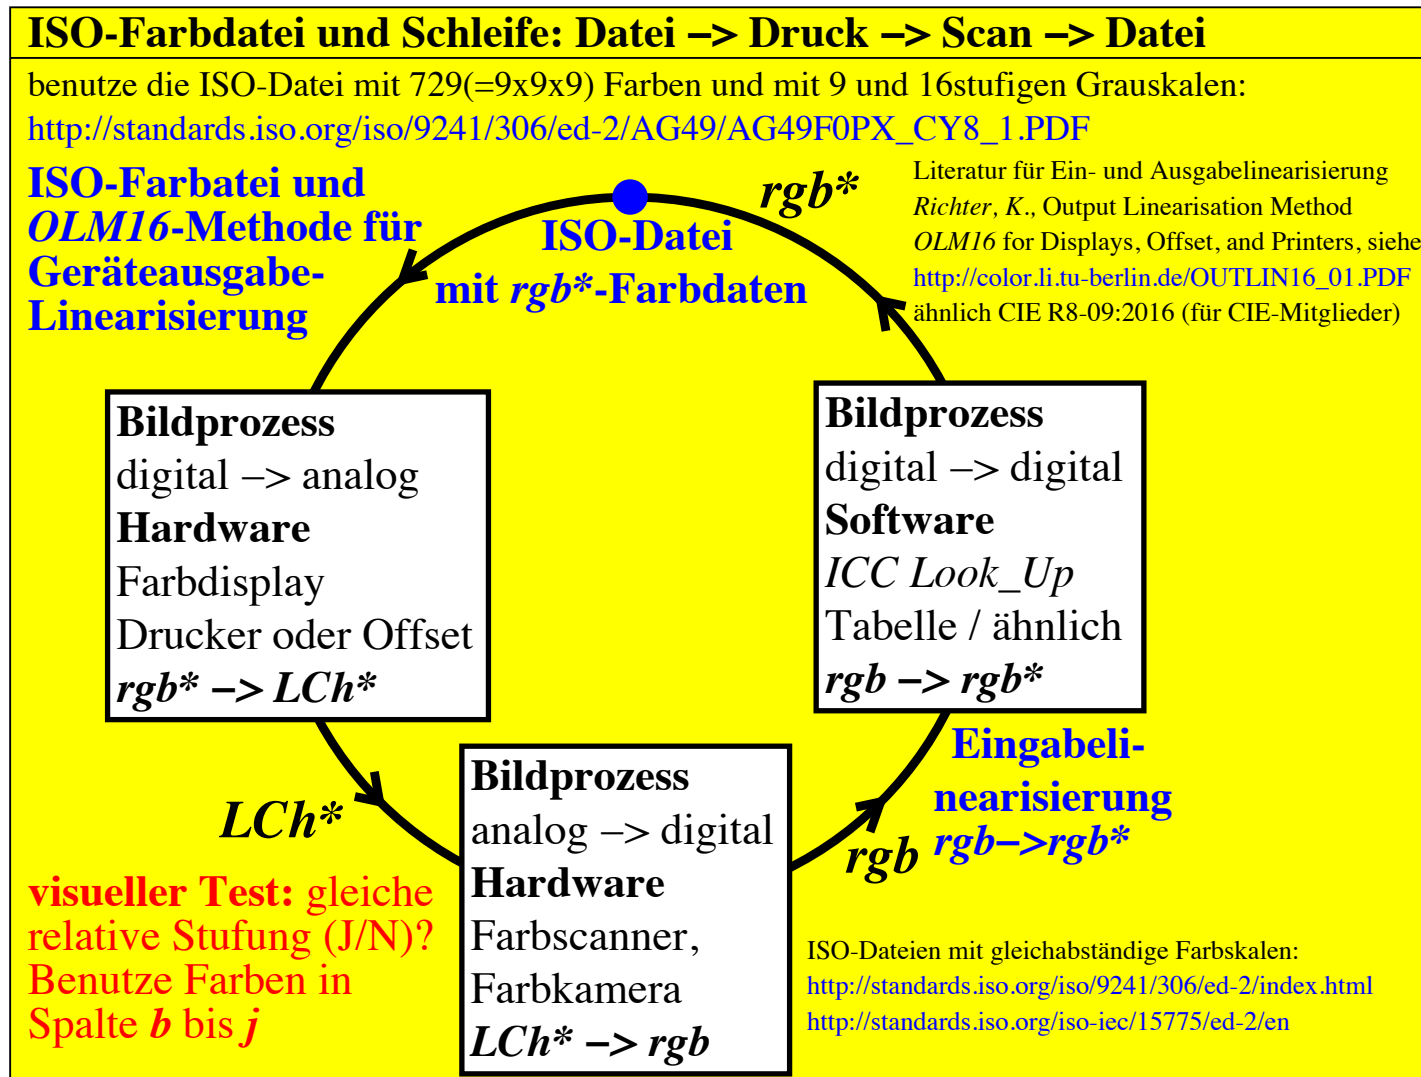 ISO-Farbdatei und Schleife: Datei –> Druck –> Scan –> Datei
benutze die ISO-Datei mit 729(=9x9x9) Farben und mit 9 und 16stufigen Grauskalen:
http://standards.iso.org/iso/9241/306/ed-2/AG49/AG49F0PX_CY8_1.PDF
ISO-Farbatei und
OLM16-Methode für
Geräteausgabe-
Linearisierung
ISO-Datei
mit rgb*-Farbdaten
rgb*
Literatur für Ein- und Ausgabelinearisierung
Richter, K., Output Linearisation Method
OLM16 for Displays, Offset, and Printers, siehe
http://color.li.tu-berlin.de/OUTLIN16_01.PDF
ähnlich CIE R8-09:2016 (für CIE-Mitglieder)
Bildprozess
digital –> analog
Hardware
Farbdisplay
Drucker oder Offset
rgb* –> LCh*
Bildprozess
digital –> digital
Software
ICC Look_Up
Tabelle / ähnlich
rgb –> rgb*
LCh*
Bildprozess
analog –> digital
Hardware
Farbscanner,
Farbkamera
LCh* –> rgb
rgb
Eingabeli-
nearisierung
rgb–>rgb*
visueller Test: gleiche
relative Stufung (J/N)?
Benutze Farben in
Spalte b bis j
ISO-Dateien mit gleichabständige Farbskalen:
http://standards.iso.org/iso/9241/306/ed-2/index.html
http://standards.iso.org/iso-iec/15775/ed-2/en